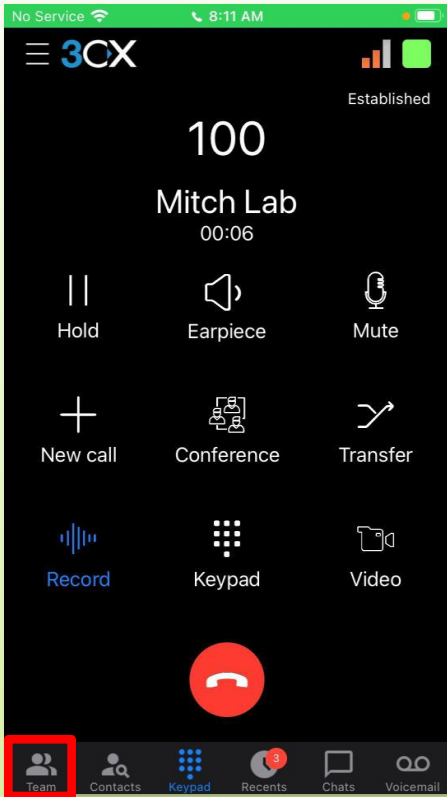 No Service 8:11 AM
3CX
Established
100
Mitch Lab
00:06
Hold Earpiece Mute
New call Conference Transfer
Record Keypad Video
3
Team Contacts Keypad Recents Chats Voicemail